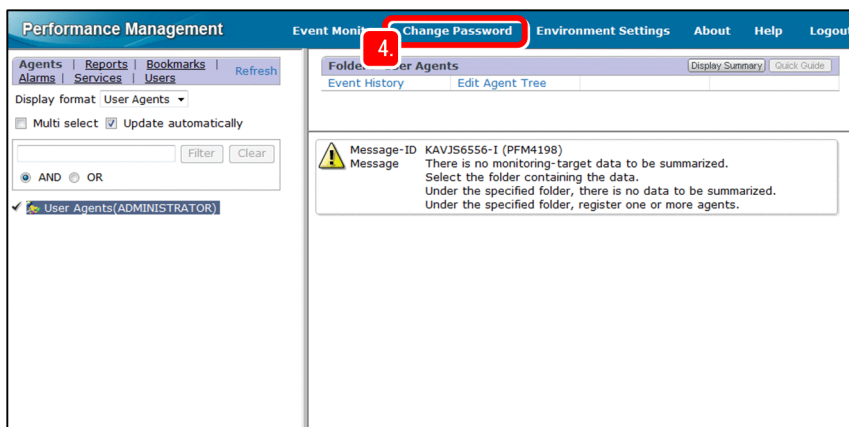 Performance Management
Event Monit Change Password Environment Settings About Help Logout
4.
Agents | Reports | Bookmarks |
Alarms | Services | Users
Refresh
Display format User Agents
Multi select Update automatically
Filter Clear
AND OR
User Agents(ADMINISTRATOR)
Folde er Agents
Display Summary Quick Guide
Event History Edit Agent Tree
Message-ID KAVJS6556-I (PFM4198)
Message There is no monitoring-target data to be summarized.
Select the folder containing the data.
Under the specified folder, there is no data to be summarized.
Under the specified folder, register one or more agents.